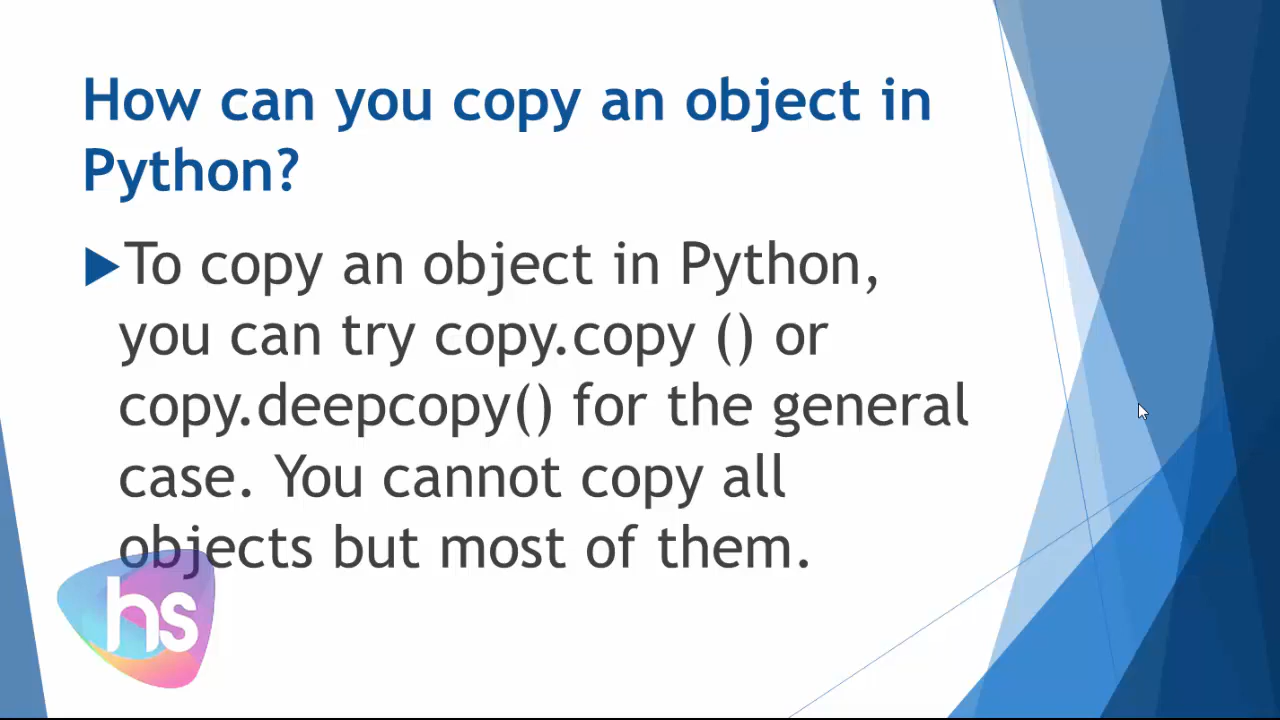 How can you copy an object in
Python?
To copy an object in Python,
you can try copy.copy () or
copy.deepcopy() for the general
case. You cannot copy all
objects but most of them.
hs